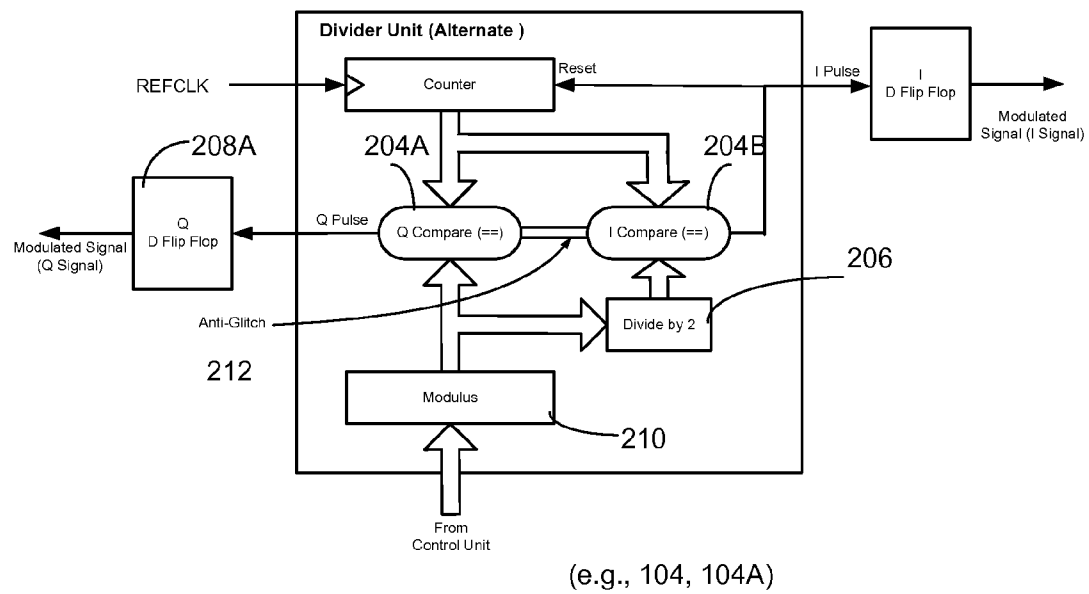 Divider Unit (Alternate )
REFCLK
Counter
Reset
I Pulse
I
D Flip Flop
Modulated
Signal (I Signal)
208A
204A
204B
Q
D Flip Flop
Q Pulse
Q Compare (==)
I Compare (==)
Modulated Signal
(Q Signal)
206
Anti-Glitch
Divide by 2
212
Modulus
210
From
Control Unit
(e.g., 104, 104A)